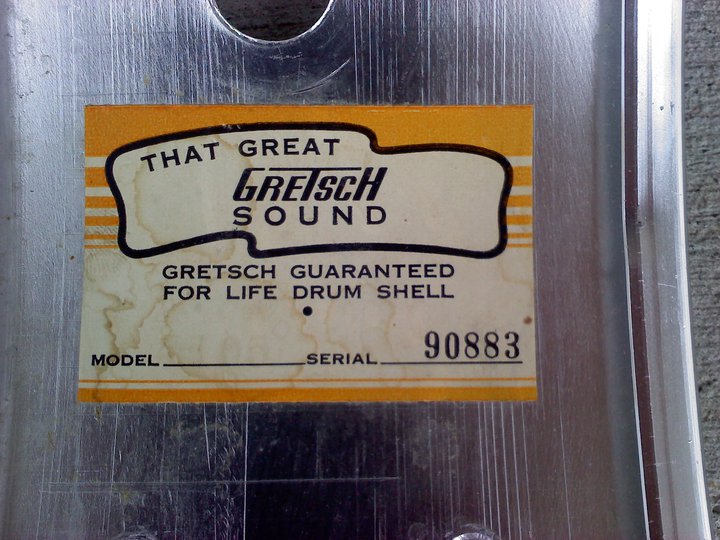 THAT GREAT
GRETSCH
SOUND
GRETSCH GUARANTEED
FOR LIFE DRUM SHELL
MODEL SERIAL 90883